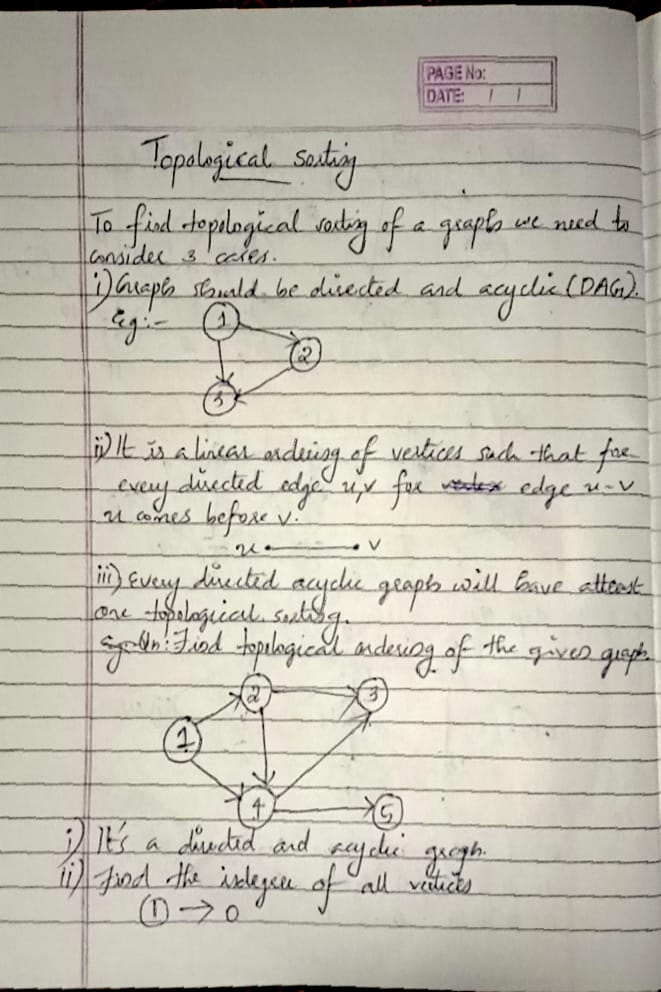 PAGE No:
DATE: / /
Topological sorting
To find topological sorting of a graph we need to
consider 3 cases.
i) Graph should be directed and acyclic (DAG).
Eg:-
1
2
3
ii) It is a linear ordering of vertices such that for
every directed edge u,v for vertex edge u-v
u comes before v.
u v
iii) Every directed acyclic graph will have atleast
one topological sorting.
Qn: Find topological ordering of the given graph.
2 3
1
4 5
i) It's a directed and acyclic graph.
ii) Find the indegree of all vertices
1 → 0